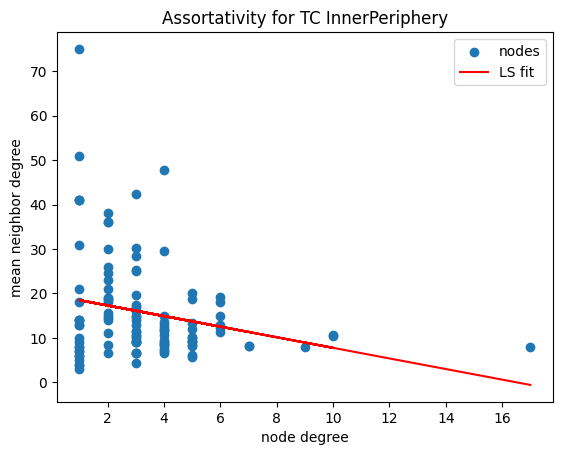 Assortativity for TC InnerPeriphery
nodes
LS fit
mean neighbor degree
70
60
50
40
30
20
10
0
2 4 6 8 10 12 14 16
node degree